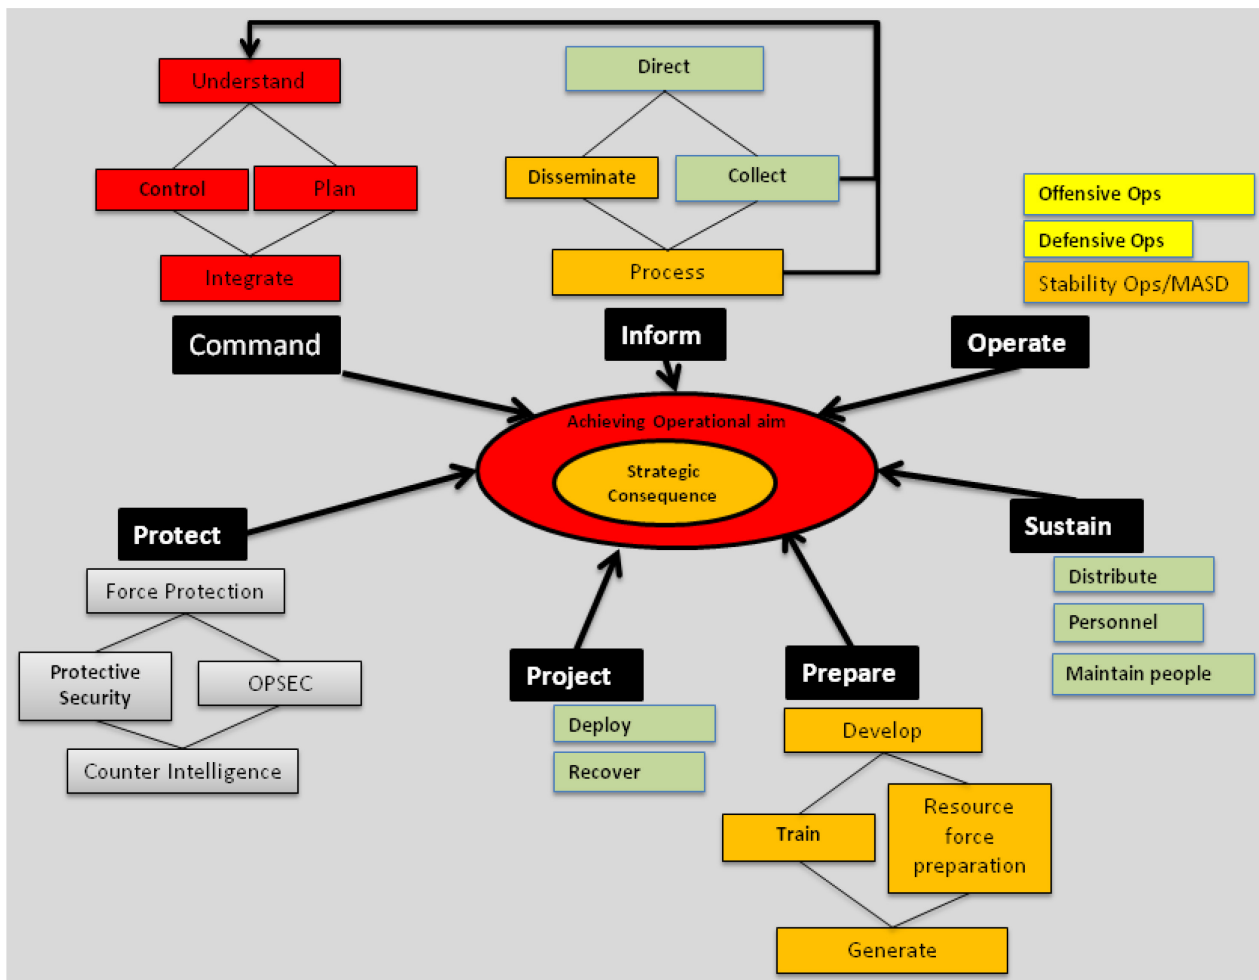 Understand
Control
Plan
Integrate
Command
Direct
Disseminate
Collect
Process
Inform
Offensive Ops
Defensive Ops
Stability Ops/MASD
Operate
Achieving Operational aim
Strategic
Consequence
Protect
Force Protection
Protective
Security
OPSEC
Counter Intelligence
Project
Deploy
Recover
Prepare
Develop
Train
Resource
force
preparation
Generate
Sustain
Distribute
Personnel
Maintain people